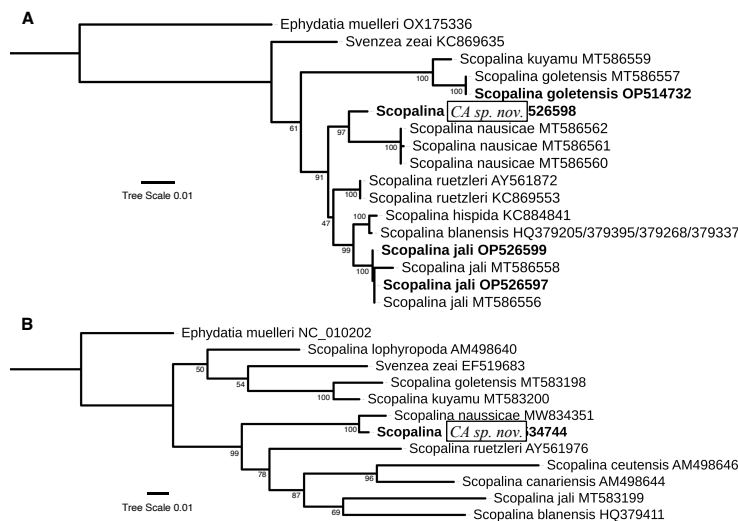 A
Ephydatia muelleri OX175336
Svenzea zeai KC869635
Scopalina kuyamu MT586559
Scopalina goletensis MT586557
Scopalina goletensis OP514732
Scopalina CA sp. nov. 526598
Scopalina nausicae MT586562
Scopalina nausicae MT586561
Scopalina nausicae MT586560
Scopalina ruetzleri AY561872
Scopalina ruetzleri KC869553
Scopalina hispida KC884841
Scopalina blanensis HQ379205/379395/379268/379337
Scopalina jali OP526599
Scopalina jali MT586558
Scopalina jali OP526597
Scopalina jali MT586556
100
100
61
97
100
91
100
47
100
99
100
Tree Scale 0.01
B
Ephydatia muelleri NC_010202
Scopalina lophyropoda AM498640
Svenzea zeai EF519683
Scopalina goletensis MT583198
Scopalina kuyamu MT583200
Scopalina naussicae MW834351
Scopalina CA sp. nov. 534744
Scopalina ruetzleri AY561976
Scopalina ceutensis AM498646
Scopalina canariensis AM498644
Scopalina jali MT583199
Scopalina blanensis HQ379411
50
54
100
100
99
78
96
87
69
Tree Scale 0.01